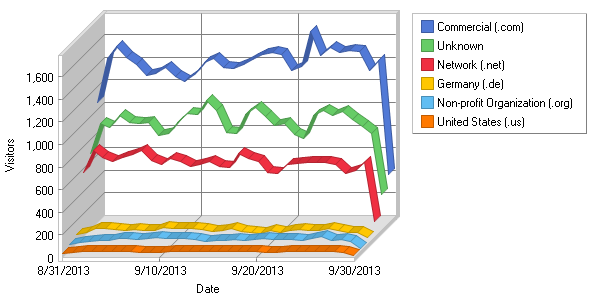 Commercial (.com)
Unknown
Network (.net)
Germany (.de)
Non-profit Organization (.org)
United States (.us)
Visitors
1,600
1,400
1,200
1,000
800
600
400
200
0
8/31/2013
9/10/2013
9/20/2013
9/30/2013
Date